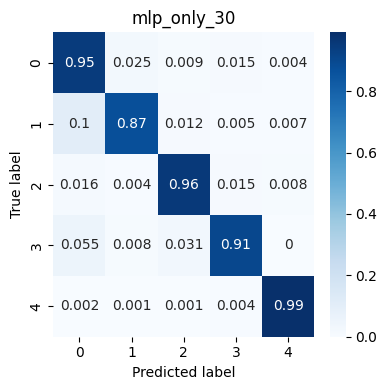 mlp_only_30
True label
0 0.95 0.025 0.009 0.015 0.004
1 0.1 0.87 0.012 0.005 0.007
2 0.016 0.004 0.96 0.015 0.008
3 0.055 0.008 0.031 0.91 0
4 0.002 0.001 0.001 0.004 0.99
0 1 2 3 4
Predicted label
0.8
0.6
0.4
0.2
0.0